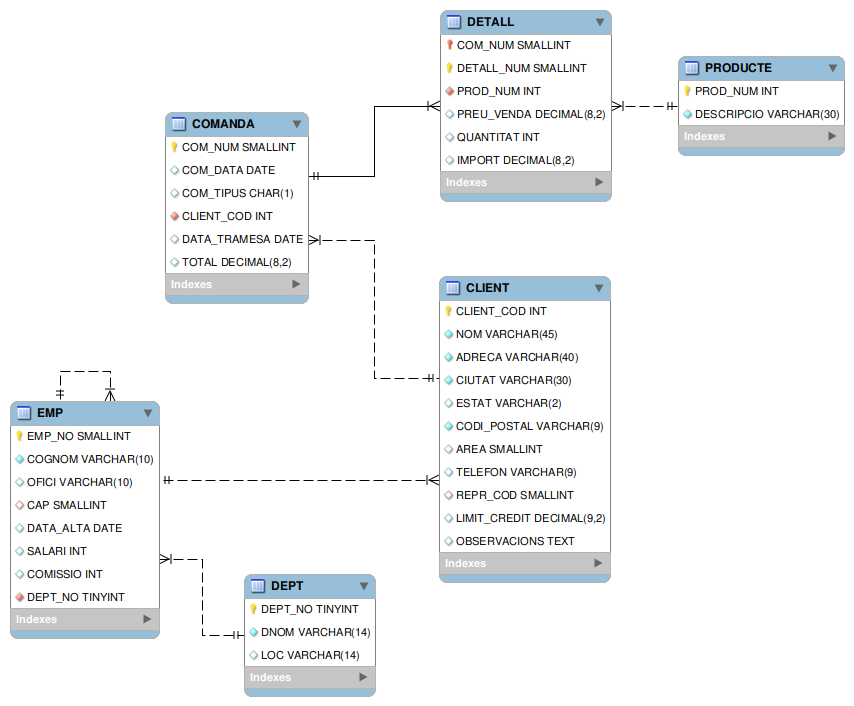 DETALL
COM_NUM SMALLINT
DETALL_NUM SMALLINT
PROD_NUM INT
PREU_VENDA DECIMAL(8,2)
QUANTITAT INT
IMPORT DECIMAL(8,2)
Indexes
PRODUCTE
PROD_NUM INT
DESCRIPCIO VARCHAR(30)
Indexes
COMANDA
COM_NUM SMALLINT
COM_DATA DATE
COM_TIPUS CHAR(1)
CLIENT_COD INT
DATA_TRAMESA DATE
TOTAL DECIMAL(8,2)
Indexes
CLIENT
CLIENT_COD INT
NOM VARCHAR(45)
ADRECA VARCHAR(40)
CIUTAT VARCHAR(30)
ESTAT VARCHAR(2)
CODI_POSTAL VARCHAR(9)
AREA SMALLINT
TELEFON VARCHAR(9)
REPR_COD SMALLINT
LIMIT_CREDIT DECIMAL(9,2)
OBSERVACIONS TEXT
Indexes
EMP
EMP_NO SMALLINT
COGNOM VARCHAR(10)
OFICI VARCHAR(10)
CAP SMALLINT
DATA_ALTA DATE
SALARI INT
COMISSIO INT
DEPT_NO TINYINT
Indexes
DEPT
DEPT_NO TINYINT
DNOM VARCHAR(14)
LOC VARCHAR(14)
Indexes